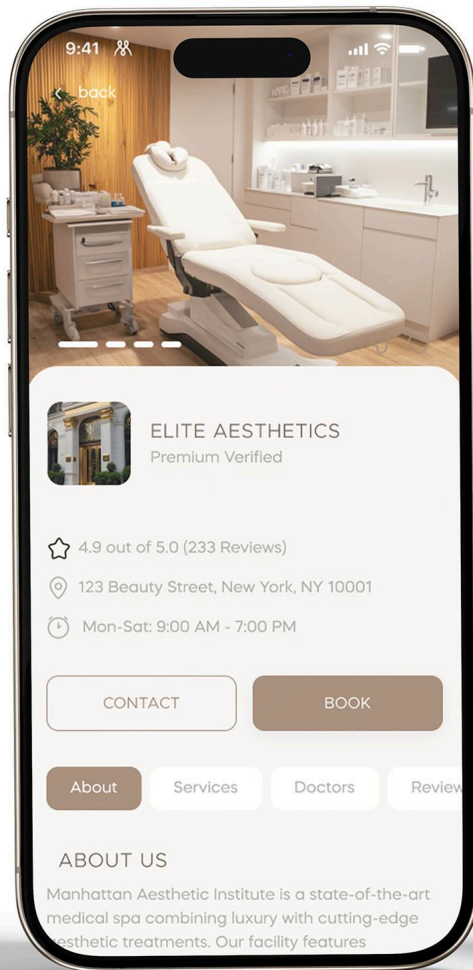 9:41
back
ELITE AESTHETICS
Premium Verified
4.9 out of 5.0 (233 Reviews)
123 Beauty Street, New York, NY 10001
Mon-Sat: 9:00 AM - 7:00 PM
CONTACT
BOOK
About
Services
Doctors
Review
ABOUT US
Manhattan Aesthetic Institute is a state-of-the-art
medical spa combining luxury with cutting-edge
esthetic treatments. Our facility features